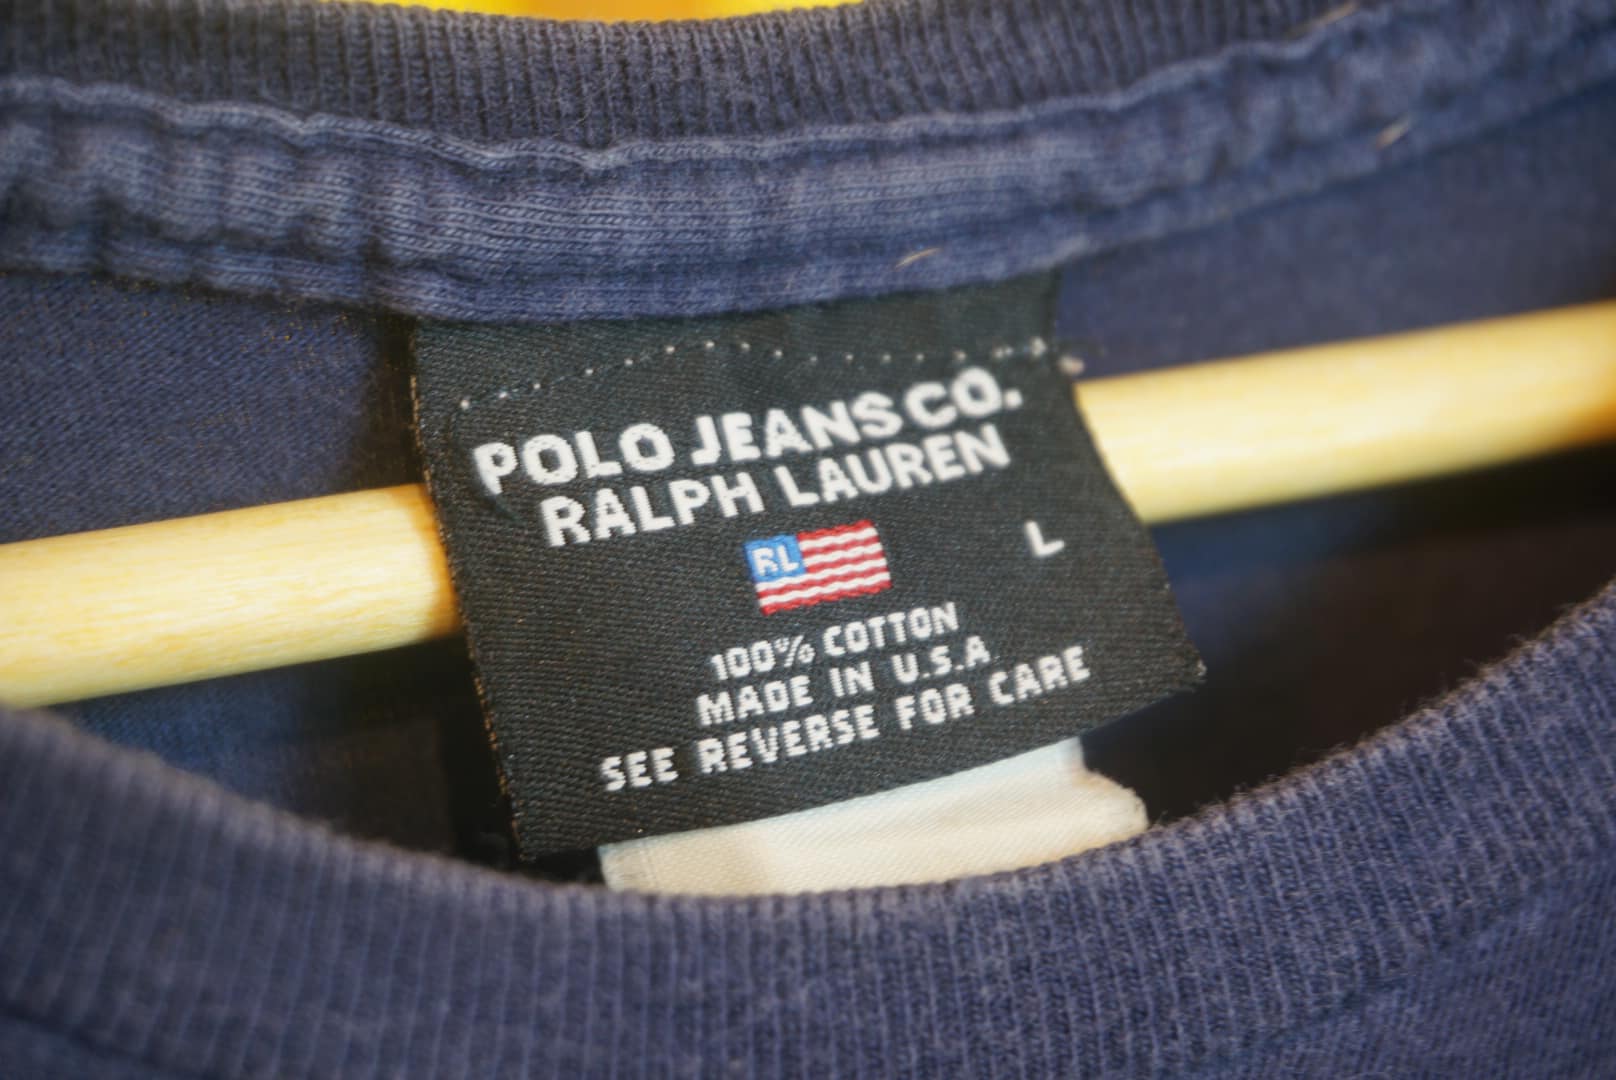 POLO JEANS CO.
RALPH LAUREN
RL
L
100% COTTON
MADE IN U.S.A
SEE REVERSE FOR CARE